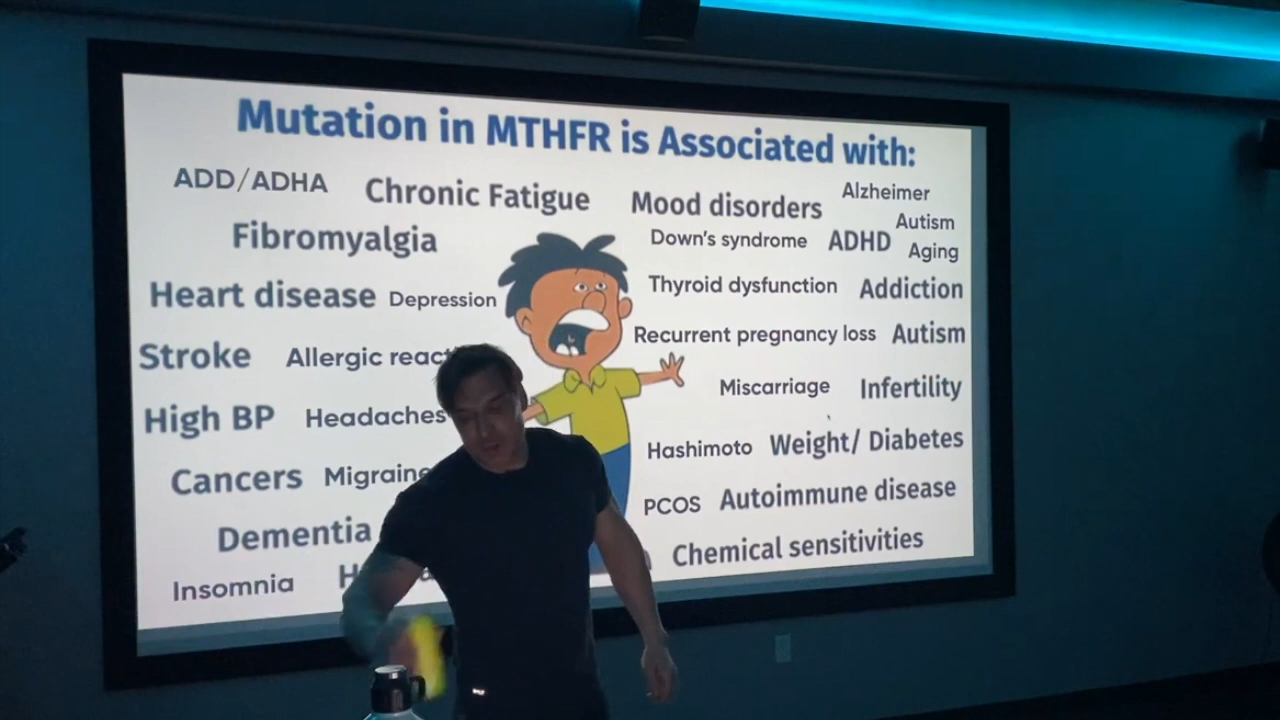 Mutation in MTHFR is Associated with:
ADD/ADHA Chronic Fatigue Mood disorders Alzheimer
Autism
Fibromyalgia Down's syndrome ADHD Aging
Heart disease Depression Thyroid dysfunction Addiction
Stroke Allergic Recurrent pregnancy loss Autism
High BP Headaches Miscarriage Infertility
Cancers Migraine Hashimoto Weight/ Diabetes
Dementia PCOS Autoimmune disease
Insomnia Chemical sensitivities